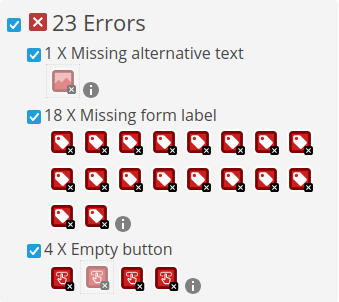 23 Errors
1 X Missing alternative text
18 X Missing form label
4 X Empty button